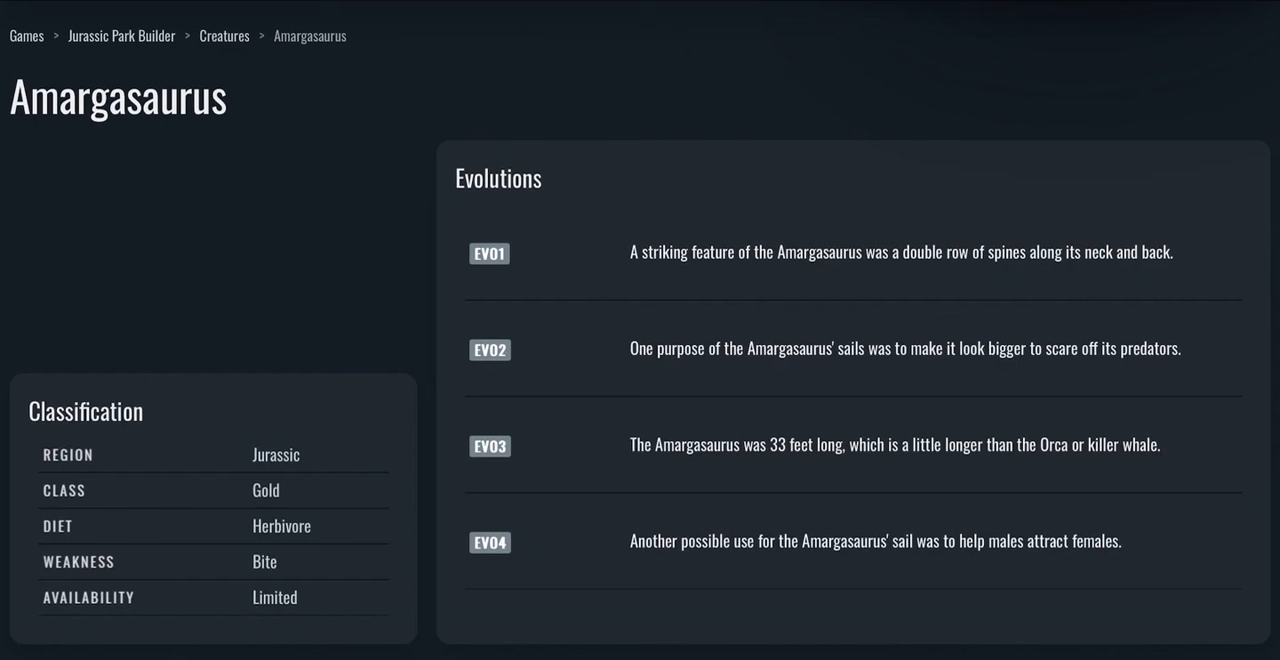 Games > Jurassic Park Builder > Creatures > Amargasaurus
Amargasaurus
Classification
REGION Jurassic
CLASS Gold
DIET Herbivore
WEAKNESS Bite
AVAILABILITY Limited
Evolutions
EVO1 A striking feature of the Amargasaurus was a double row of spines along its neck and back.
EVO2 One purpose of the Amargasaurus' sails was to make it look bigger to scare off its predators.
EVO3 The Amargasaurus was 33 feet long, which is a little longer than the Orca or killer whale.
EVO4 Another possible use for the Amargasaurus' sail was to help males attract females.